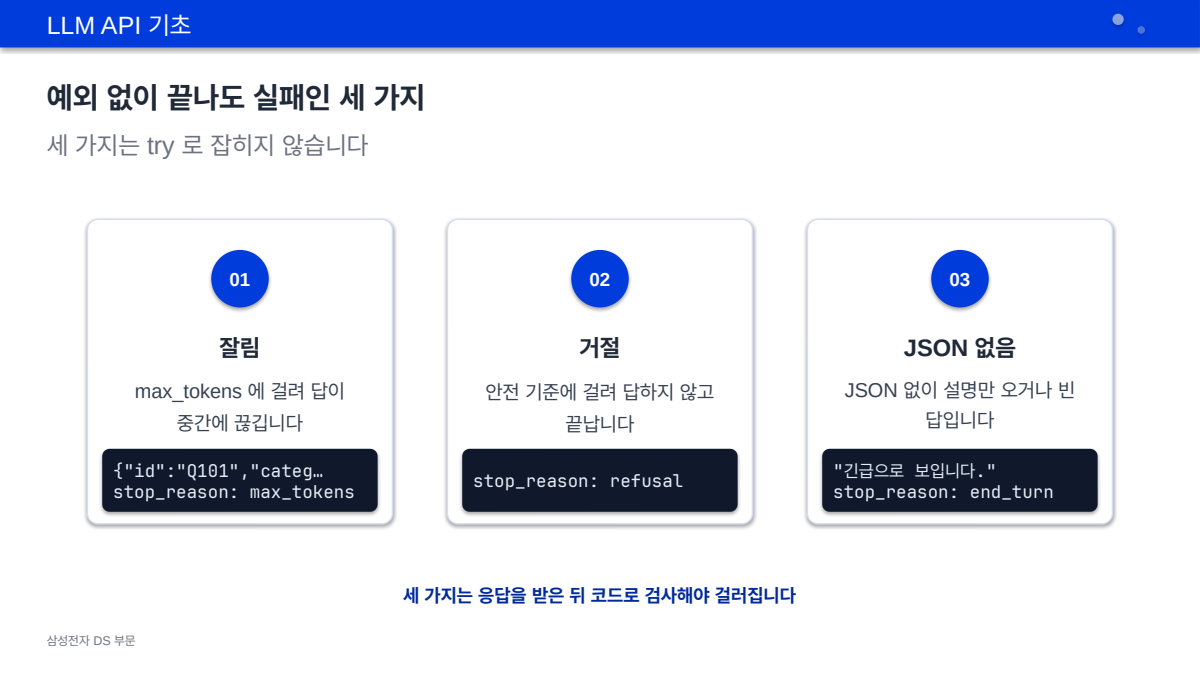 LLM API 기초
예외 없이 끝나도 실패인 세 가지
세 가지는 try 로 잡히지 않습니다
01
잘림
max_tokens 에 걸려 답이
중간에 끊깁니다
{"id":"Q101","categ…
stop_reason: max_tokens
02
거절
안전 기준에 걸려 답하지 않고
끝납니다
stop_reason: refusal
03
JSON 없음
JSON 없이 설명만 오거나 빈
답입니다
"긴급으로 보입니다."
stop_reason: end_turn
세 가지는 응답을 받은 뒤 코드로 검사해야 걸러집니다
삼성전자 DS 부문